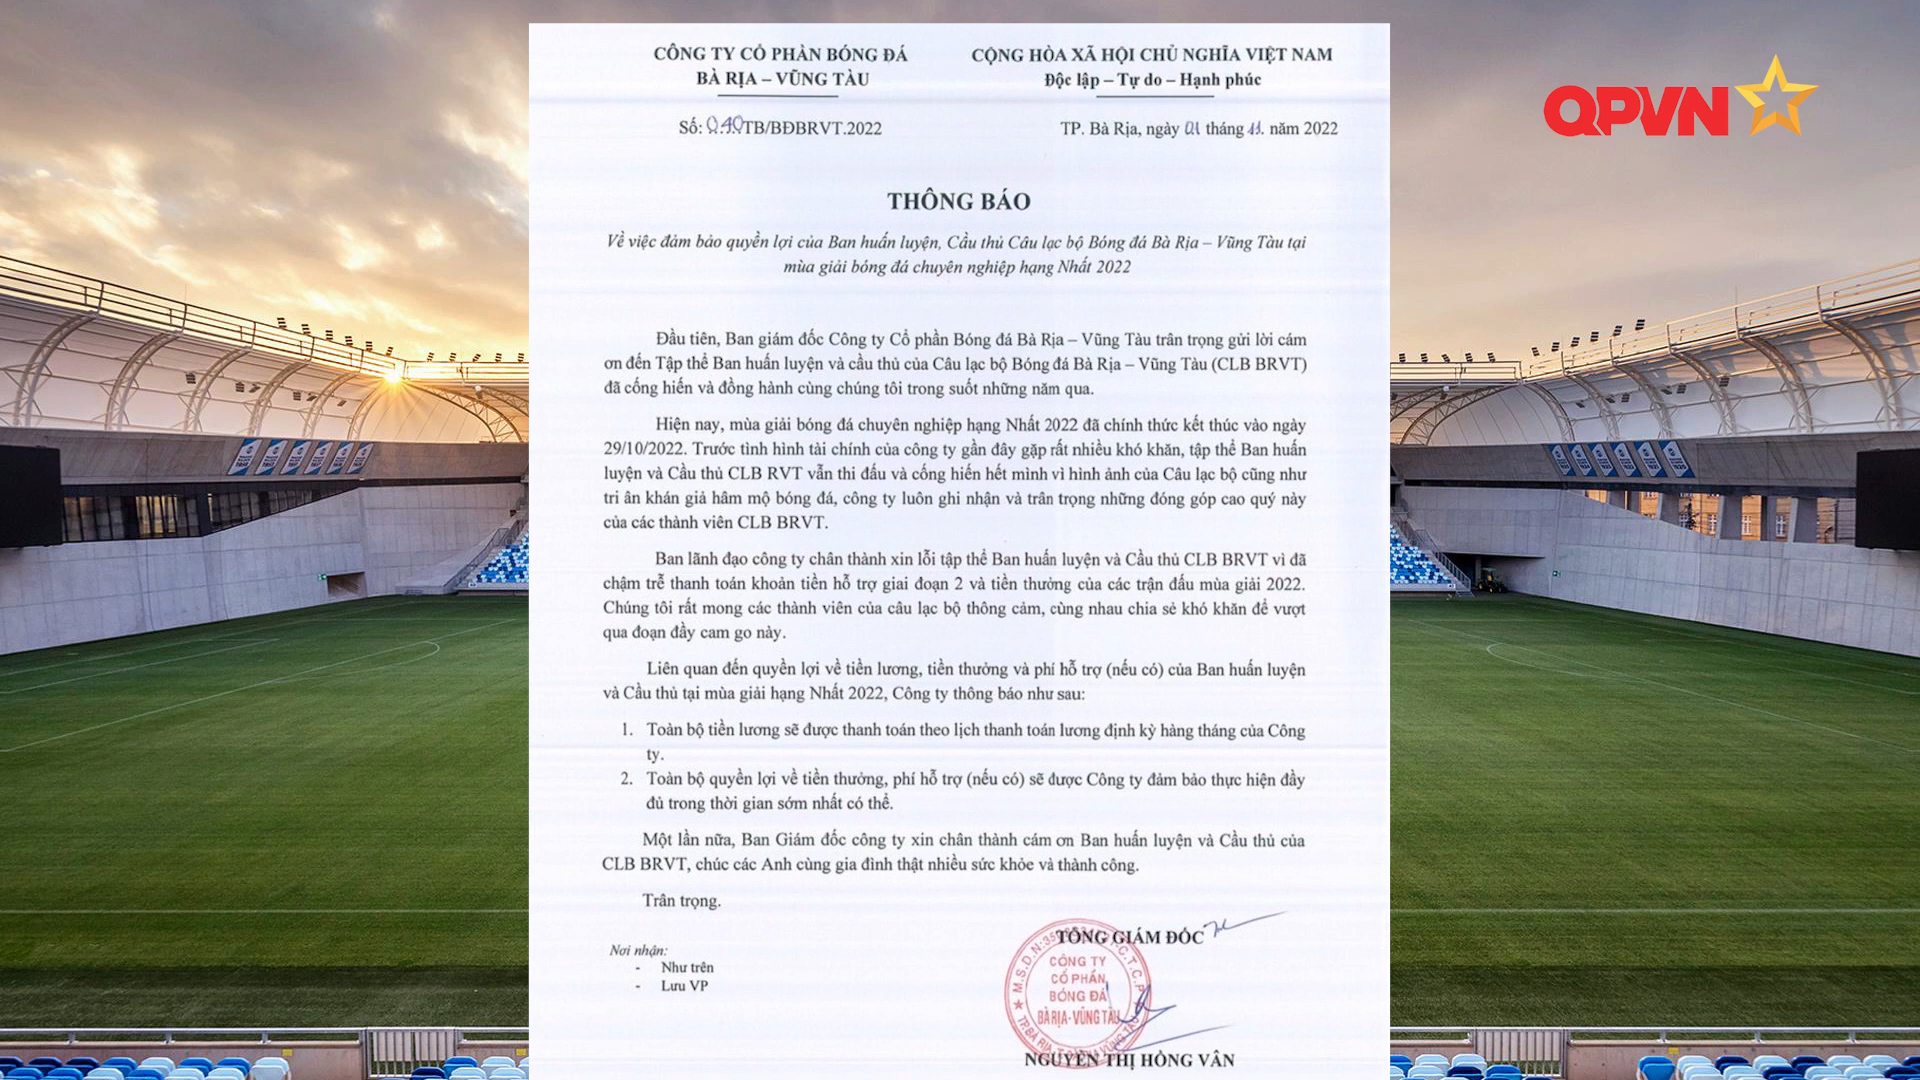 CÔNG TY CỔ PHẦN BÓNG ĐÁ
BÀ RỊA – VŨNG TÀU
CỘNG HÒA XÃ HỘI CHỦ NGHĨA VIỆT NAM
Độc lập – Tự do – Hạnh phúc
Số: 040TB/BĐBRVT.2022
TP. Bà Rịa, ngày 01 tháng 11. năm 2022
QPVN
THÔNG BÁO
Về việc đảm bảo quyền lợi của Ban huấn luyện, Cầu thủ Câu lạc bộ Bóng đá Bà Rịa – Vũng Tàu tại
mùa giải bóng đá chuyên nghiệp hạng Nhất 2022
Đầu tiên, Ban giám đốc Công ty Cổ phần Bóng đá Bà Rịa – Vũng Tàu trân trọng gửi lời cám
ơn đến Tập thể Ban huấn luyện và cầu thủ của Câu lạc bộ Bóng đá Bà Rịa – Vũng Tàu (CLB BRVT)
đã cống hiến và đồng hành cùng chúng tôi trong suốt những năm qua.
Hiện nay, mùa giải bóng đá chuyên nghiệp hạng Nhất 2022 đã chính thức kết thúc vào ngày
29/10/2022. Trước tình hình tài chính của công ty gần đây gặp rất nhiều khó khăn, tập thể Ban huấn
luyện và Cầu thủ CLB RVT vẫn thi đấu và cống hiến hết mình vì hình ảnh của Câu lạc bộ cũng như
tri ân khán giả hâm mộ bóng đá, công ty luôn ghi nhận và trân trọng những đóng góp cao quý này
của các thành viên CLB BRVT.
Ban lãnh đạo công ty chân thành xin lỗi tập thể Ban huấn luyện và Cầu thủ CLB BRVT vì đã
chậm trễ thanh toán khoản tiền hỗ trợ giai đoạn 2 và tiền thưởng của các trận đấu mùa giải 2022.
Chúng tôi rất mong các thành viên của câu lạc bộ thông cảm, cùng nhau chia sẻ khó khăn để vượt
qua đoạn đầy cam go này.
Liên quan đến quyền lợi về tiền lương, tiền thưởng và phí hỗ trợ (nếu có) của Ban huấn luyện
và Cầu thủ tại mùa giải hạng Nhất 2022, Công ty thông báo như sau:
1. Toàn bộ tiền lương sẽ được thanh toán theo lịch thanh toán lương định kỳ hàng tháng của Công
ty.
2. Toàn bộ quyền lợi về tiền thưởng, phí hỗ trợ (nếu có) sẽ được Công ty đảm bảo thực hiện đầy
đủ trong thời gian sớm nhất có thể.
Một lần nữa, Ban Giám đốc công ty xin chân thành cám ơn Ban huấn luyện và Cầu thủ của
CLB BRVT, chúc các Anh cùng gia đình thật nhiều sức khỏe và thành công.
Trân trọng.
Nơi nhận:
- Như trên
- Lưu VP
TỔNG GIÁM ĐỐC
CÔNG TY
CỔ PHẦN
BÓNG ĐÁ
BÀ RỊA - VŨNG TÀU
NGUYỄN THỊ HỒNG VÂN